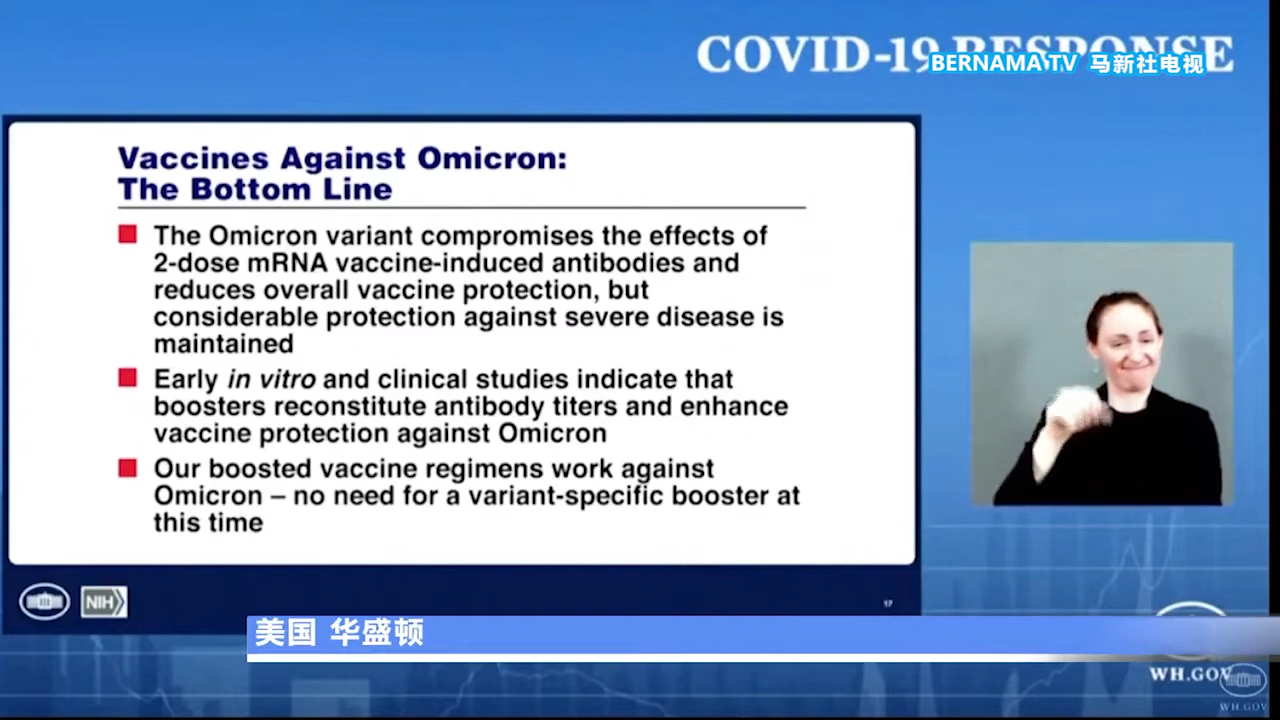 COVID-19 RESPONSE
BERNAMA TV 马新社电视
Vaccines Against Omicron:
The Bottom Line
The Omicron variant compromises the effects of
2-dose mRNA vaccine-induced antibodies and
reduces overall vaccine protection, but
considerable protection against severe disease is
maintained
Early in vitro and clinical studies indicate that
boosters reconstitute antibody titers and enhance
vaccine protection against Omicron
Our boosted vaccine regimens work against
Omicron – no need for a variant-specific booster at
this time
NIH
17
美国 华盛顿
WH.GOV
WH.GOV